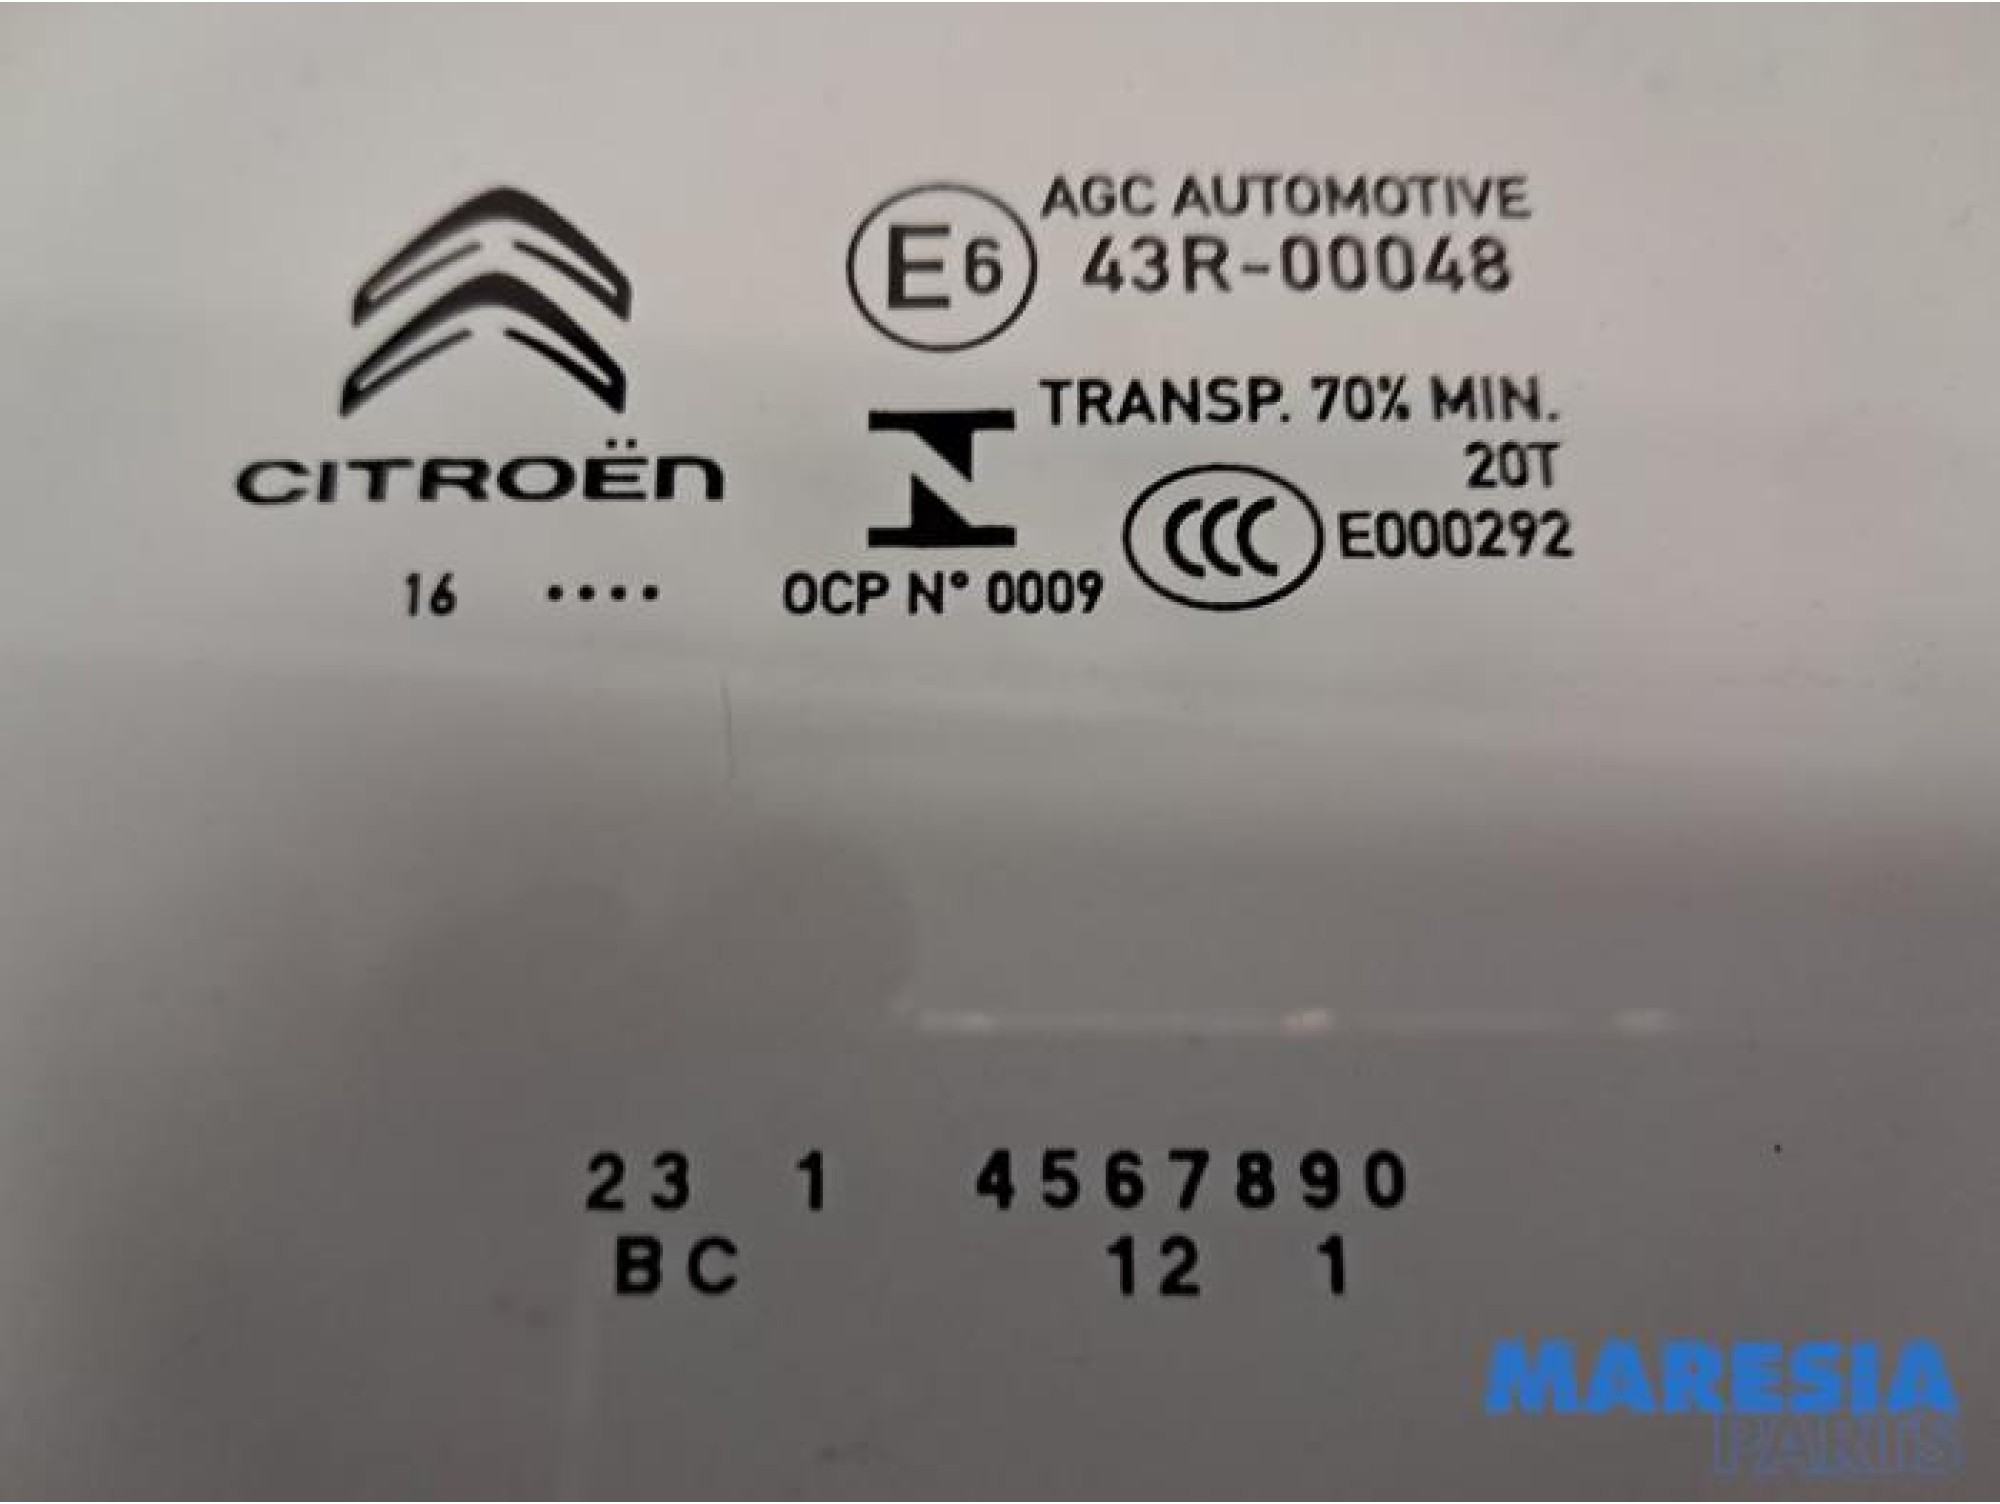 CITROËN
16 ....
E6
AGC AUTOMOTIVE
43R-00048
TRANSP. 70% MIN.
20T
CCC E000292
OCP N° 0009
23 1 4567890
BC 12 1
MARESIA
PARTS